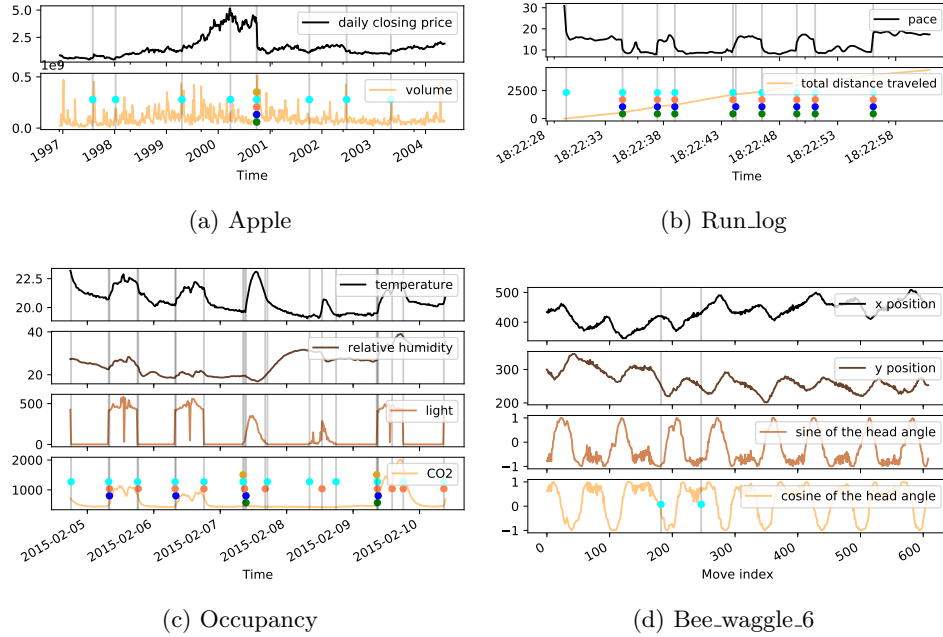 5.0
2.5
daily closing price
1e9
0.5
0.0
volume
1997
1998
1999
2000
2001
2002
2003
2004
Time
(a) Apple
30
20
10
pace
2500
0
total distance traveled
18:22:28
18:22:33
18:22:38
18:22:43
18:22:48
18:22:53
18:22:58
Time
(b) Run_log
22.5
20.0
temperature
40
20
relative humidity
500
0
light
2000
1000
CO2
2015-02-05
2015-02-06
2015-02-07
2015-02-08
2015-02-09
2015-02-10
Time
(c) Occupancy
500
400
x position
300
200
y position
1
0
−1
sine of the head angle
1
0
−1
cosine of the head angle
0
100
200
300
400
500
600
Move index
(d) Bee_waggle_6